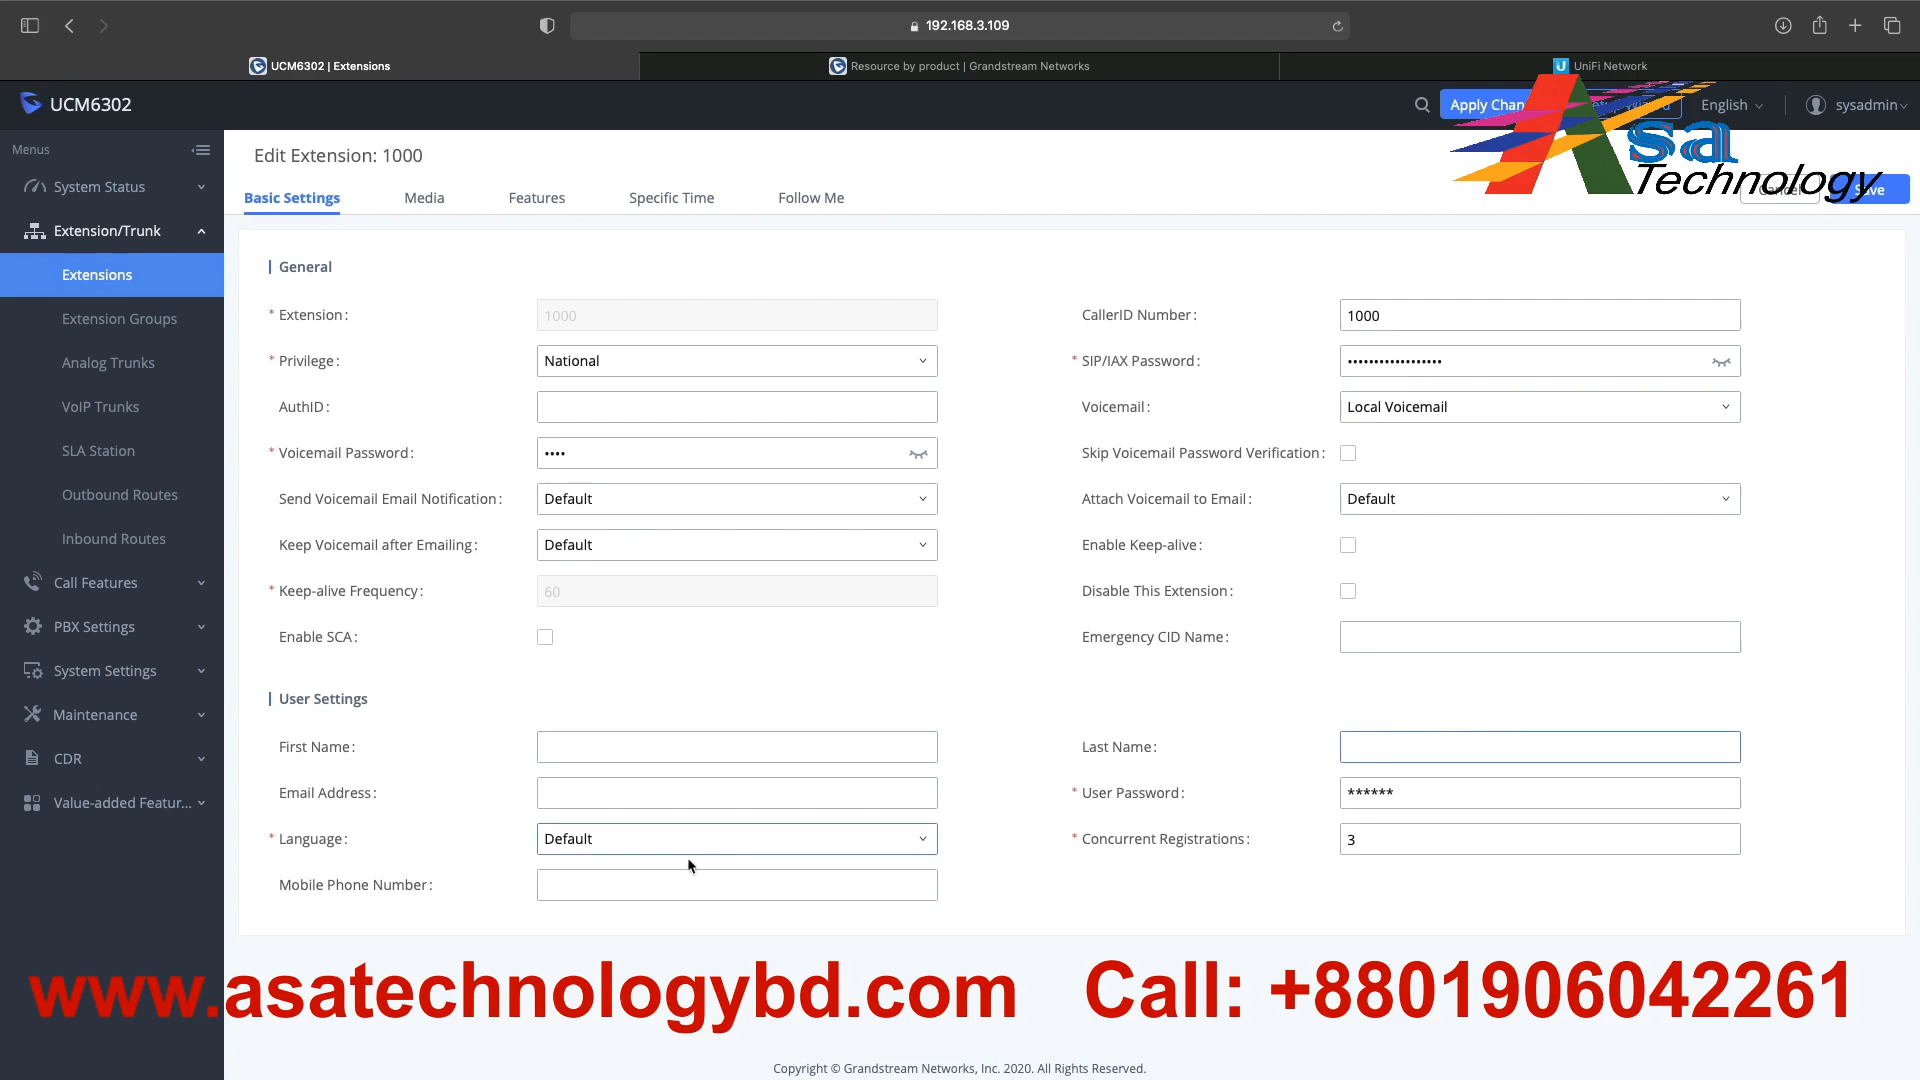 192.168.3.109
UCM6302 | Extensions
Resource by product | Grandstream Networks
UniFi Network
UCM6302
Apply Chan
English
sysadmin
Asa
Technology
Menus
System Status
Extension/Trunk
Extensions
Extension Groups
Analog Trunks
VoIP Trunks
SLA Station
Outbound Routes
Inbound Routes
Call Features
PBX Settings
System Settings
Maintenance
CDR
Value-added Featur...
Edit Extension: 1000
Basic Settings Media Features Specific Time Follow Me
General
* Extension: 1000 CallerID Number: 1000
* Privilege: National * SIP/IAX Password: ••••••••••••••••••
AuthID: Voicemail: Local Voicemail
* Voicemail Password: •••• Skip Voicemail Password Verification:
Send Voicemail Email Notification: Default Attach Voicemail to Email: Default
Keep Voicemail after Emailing: Default Enable Keep-alive:
* Keep-alive Frequency: 60 Disable This Extension:
Enable SCA: Emergency CID Name:
User Settings
First Name: Last Name:
Email Address: * User Password: ******
* Language: Default * Concurrent Registrations: 3
Mobile Phone Number:
www.asatechnologybd.com Call: +8801906042261
Copyright © Grandstream Networks, Inc. 2020. All Rights Reserved.